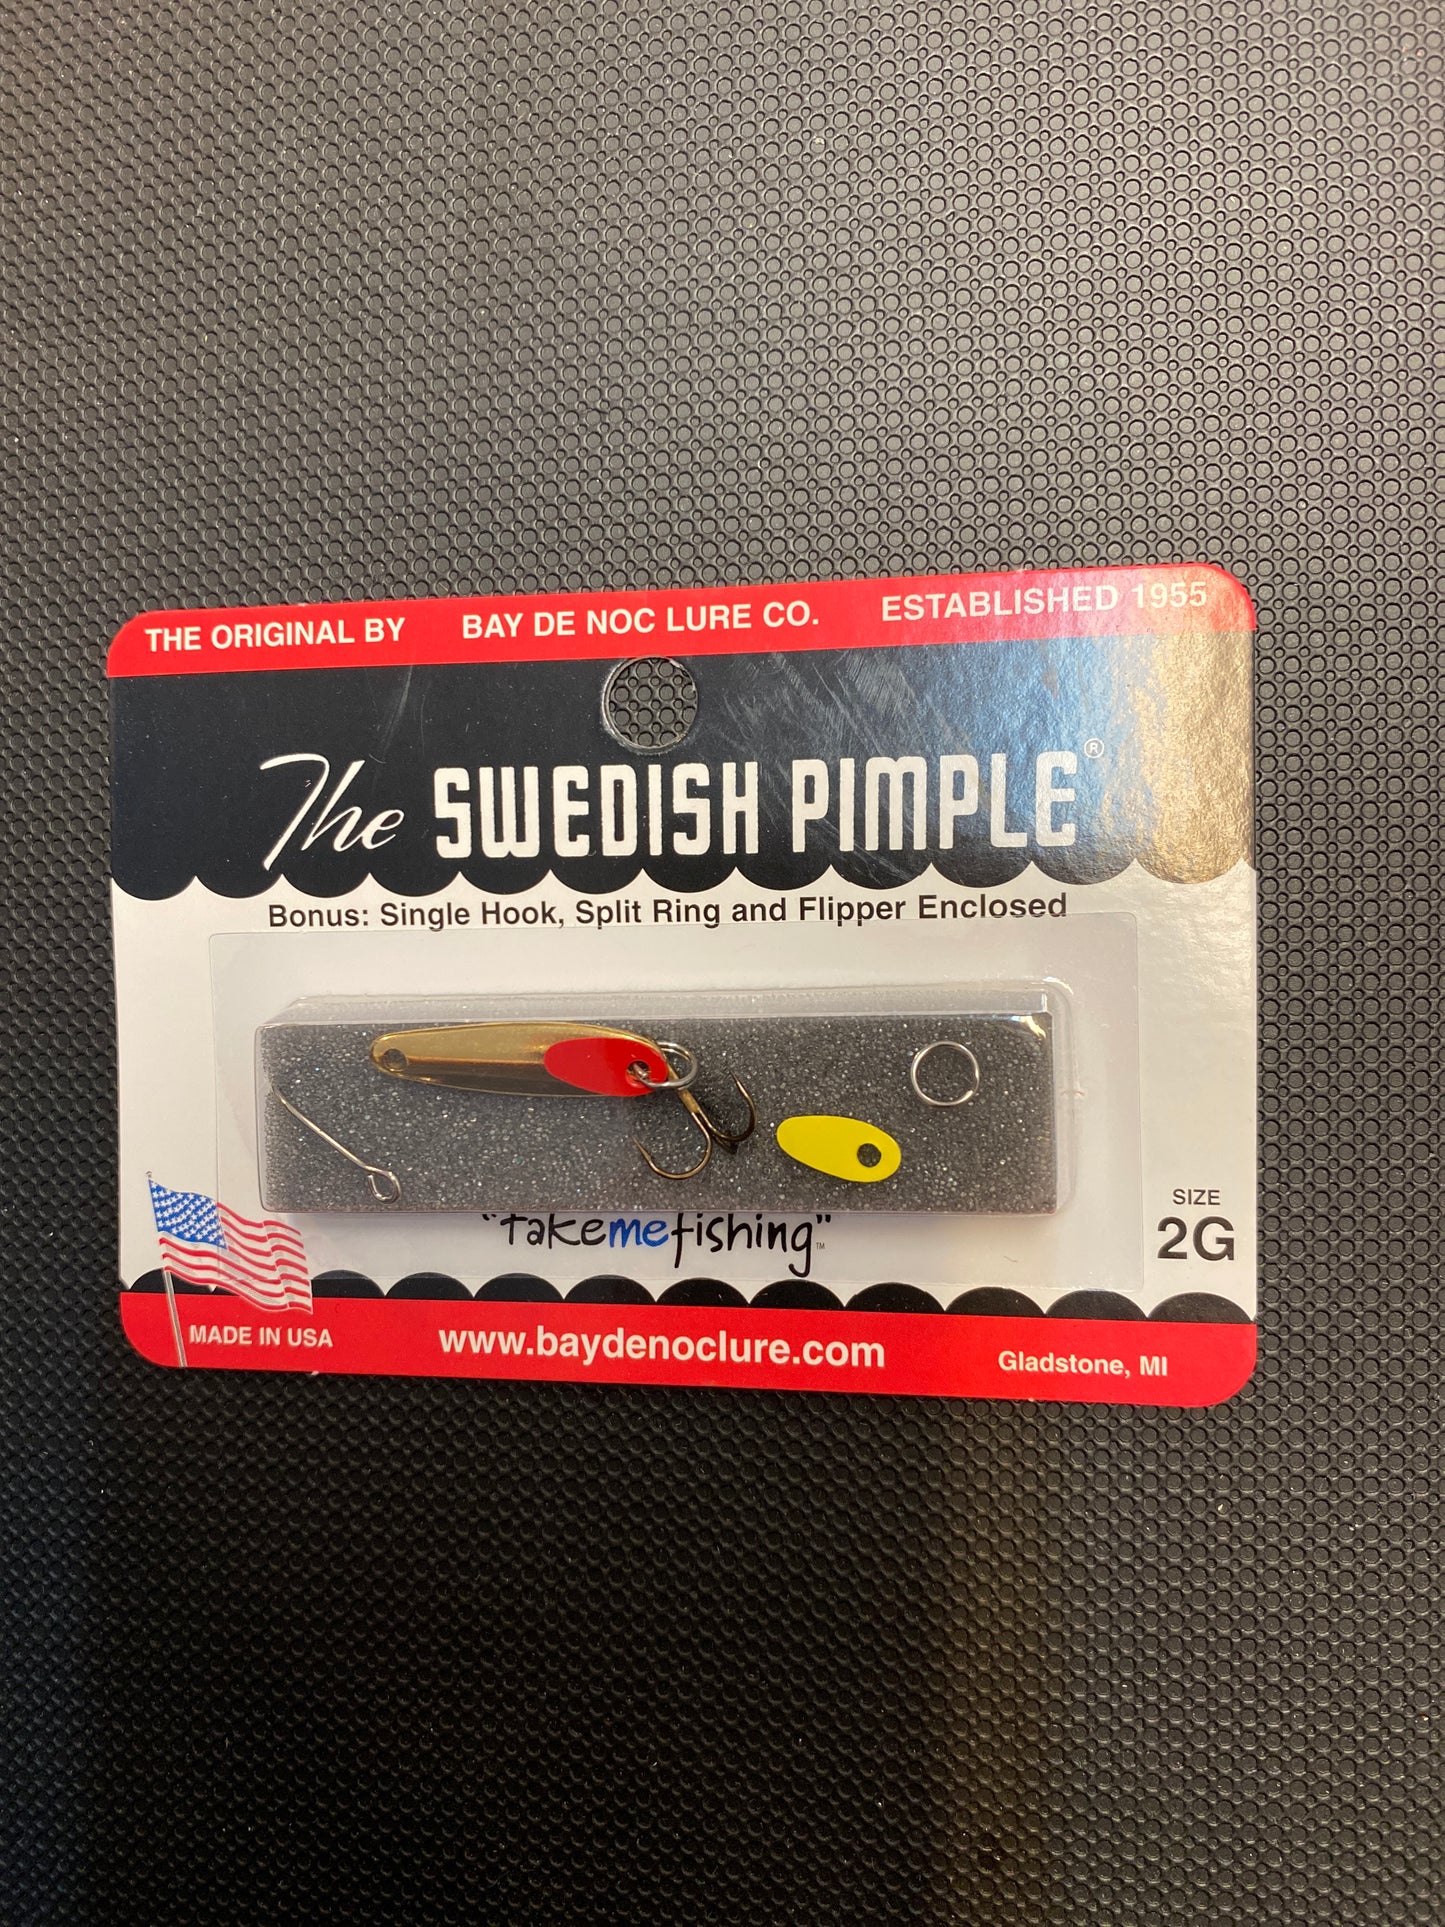 THE ORIGINAL BY BAY DE NOC LURE CO. ESTABLISHED 1955
The SWEDISH PIMPLE®
Bonus: Single Hook, Split Ring and Flipper Enclosed
"takemefishing"™
SIZE
2G
MADE IN USA www.baydenoclure.com Gladstone, MI